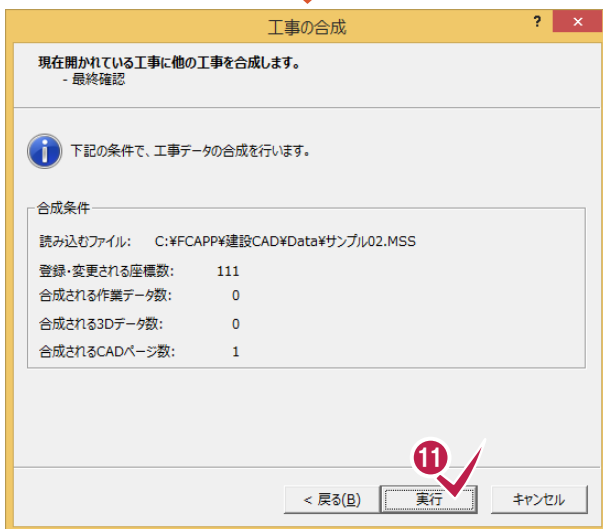 工事の合成
? ×
現在開かれている工事に他の工事を合成します。
- 最終確認
下記の条件で、工事データの合成を行います。
合成条件
読み込むファイル: C:¥FCAPP¥建設CAD¥Data¥サンプル02.MSS
登録・変更される座標数: 111
合成される作業データ数: 0
合成される3Dデータ数: 0
合成されるCADページ数: 1
11
< 戻る(B) 実行 キャンセル